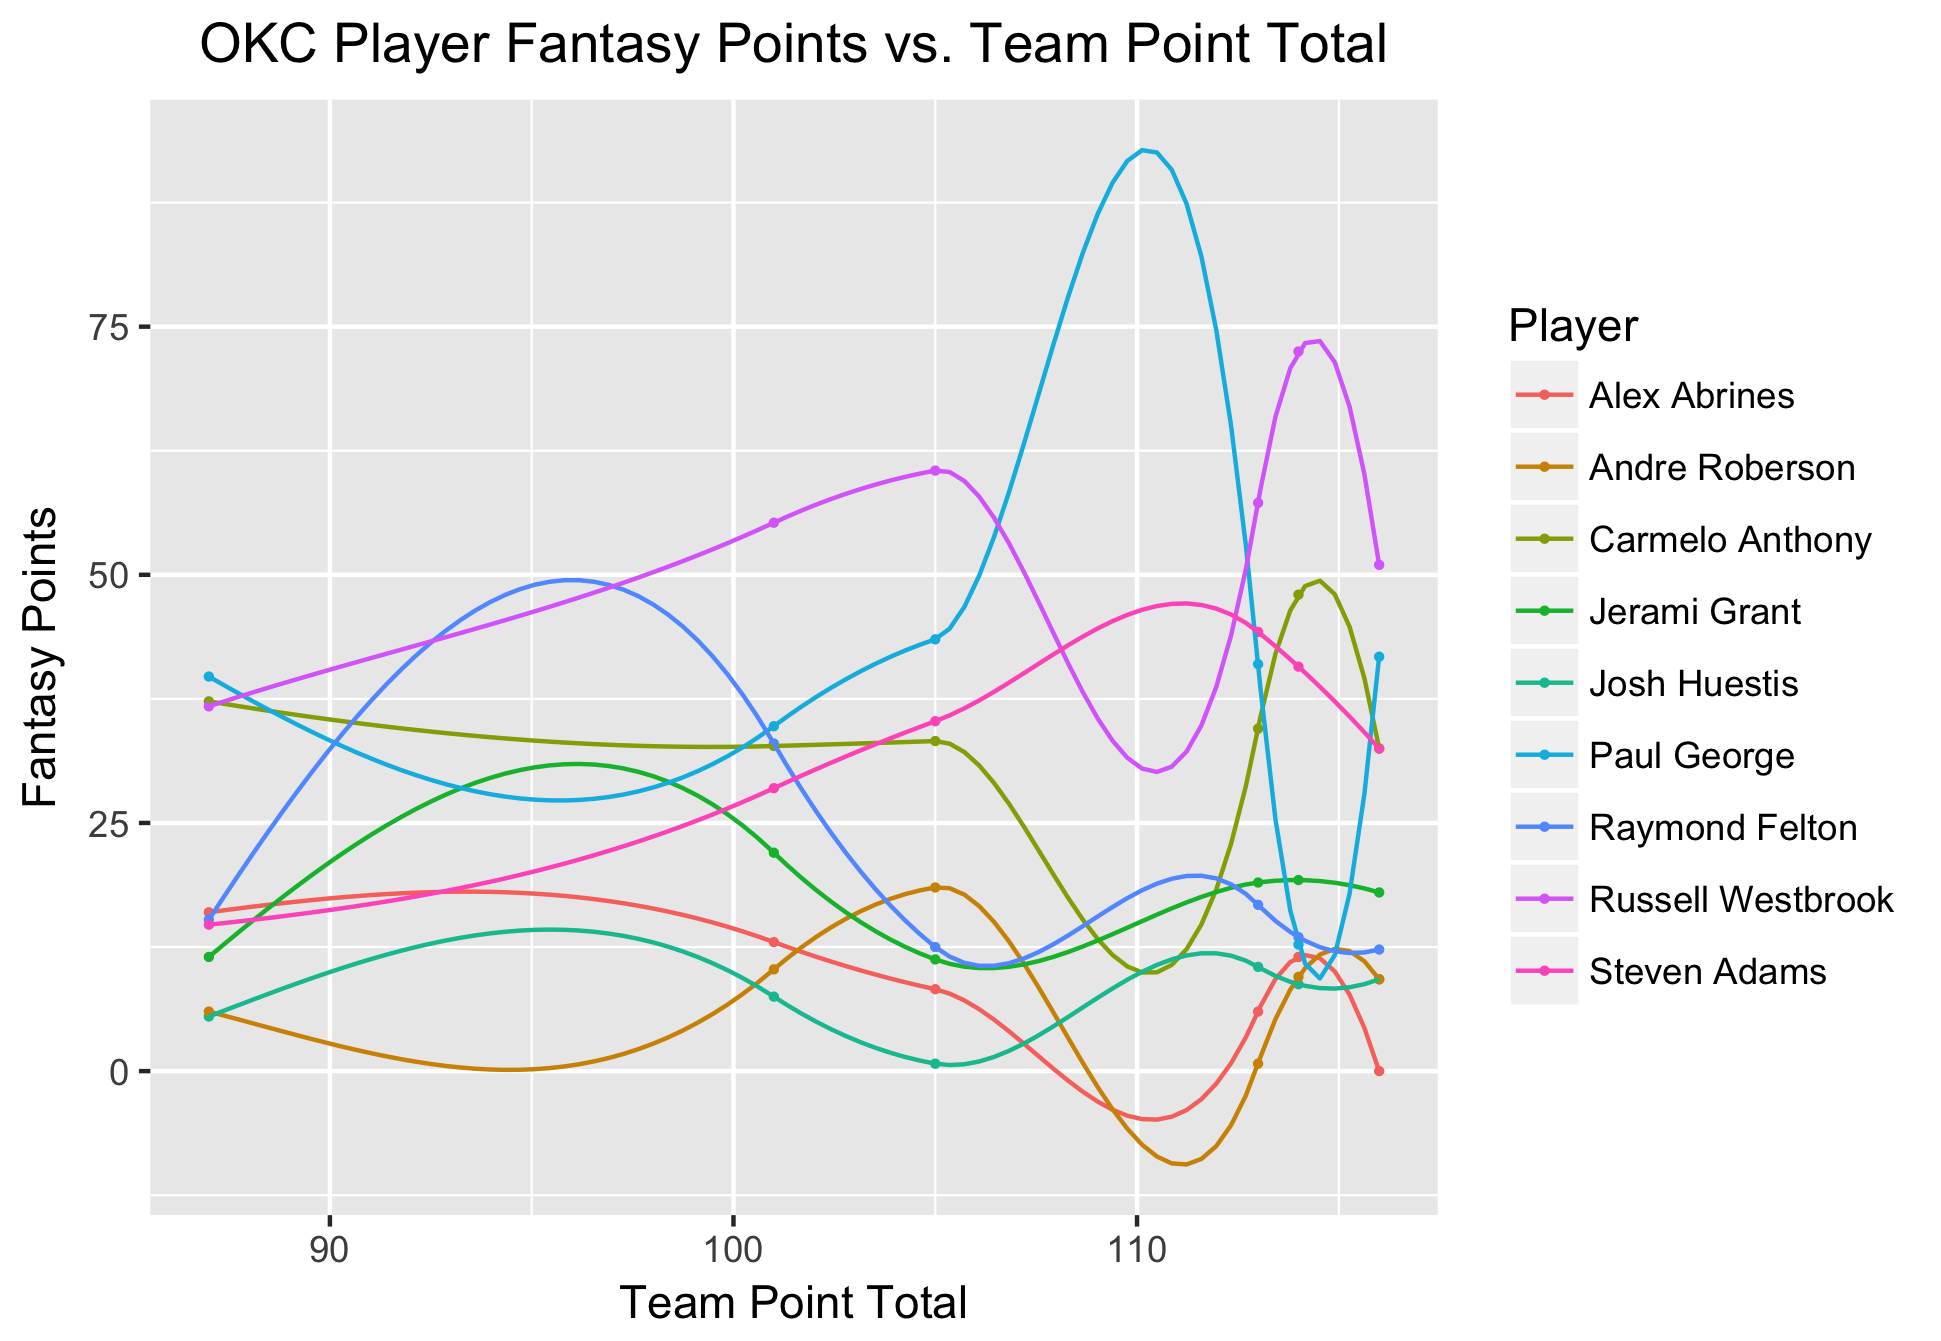 OKC Player Fantasy Points vs. Team Point Total
Fantasy Points
75
50
25
0
90
100
110
Team Point Total
Player
Alex Abrines
Andre Roberson
Carmelo Anthony
Jerami Grant
Josh Huestis
Paul George
Raymond Felton
Russell Westbrook
Steven Adams